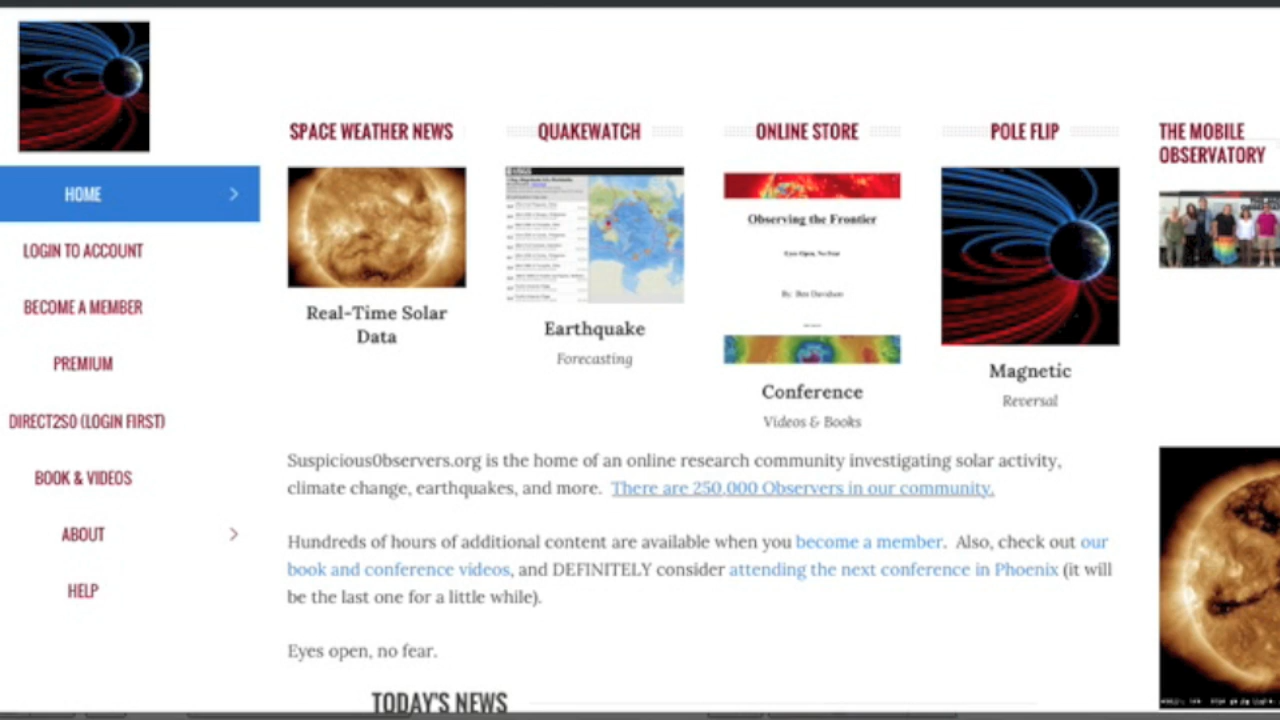 SPACE WEATHER NEWS
QUAKEWATCH
ONLINE STORE
POLE FLIP
THE MOBILE
OBSERVATORY
HOME
LOGIN TO ACCOUNT
BECOME A MEMBER
PREMIUM
DIRECT2S0 (LOGIN FIRST)
BOOK & VIDEOS
ABOUT
HELP
Real-Time Solar
Data
Earthquake
Forecasting
Observing the Frontier
Eyes Open, No Fear
By: Ben Davidson
Conference
Videos & Books
Magnetic
Reversal
Suspicious0bservers.org is the home of an online research community investigating solar activity,
climate change, earthquakes, and more. There are 250,000 Observers in our community.
Hundreds of hours of additional content are available when you become a member. Also, check out our
book and conference videos, and DEFINITELY consider attending the next conference in Phoenix (it will
be the last one for a little while).
Eyes open, no fear.
TODAY'S NEWS